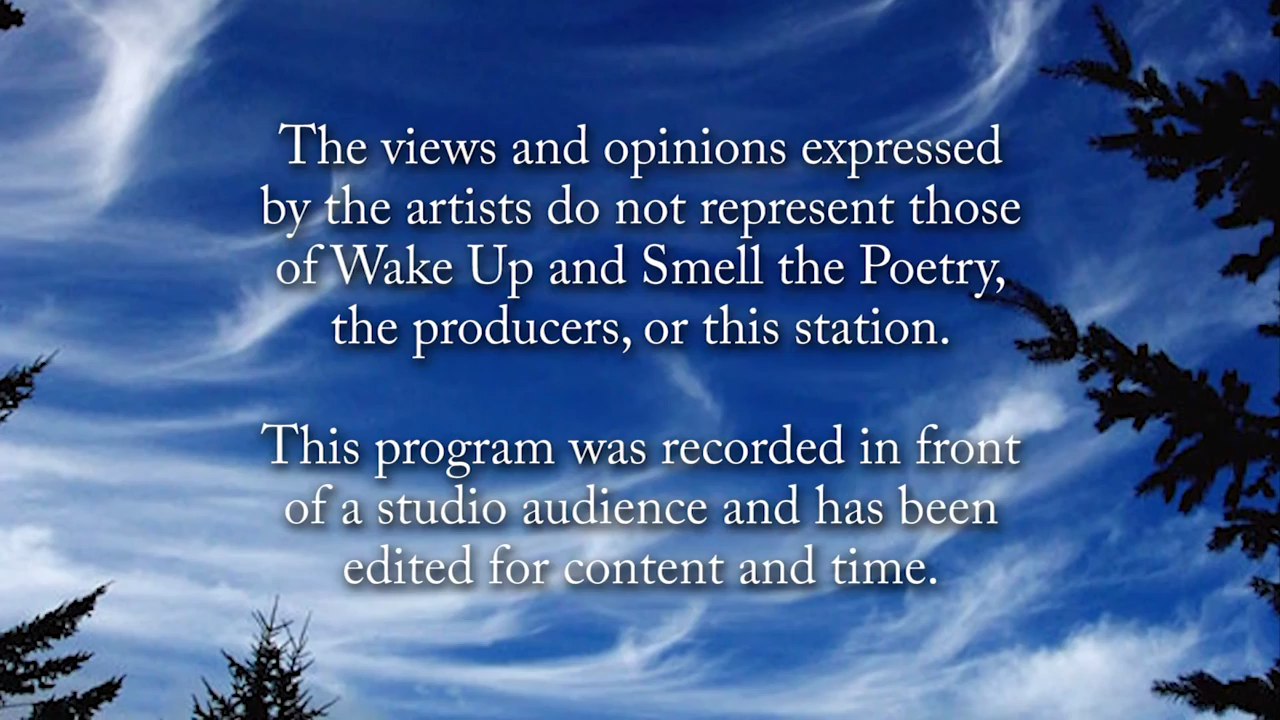 The views and opinions expressed
by the artists do not represent those
of Wake Up and Smell the Poetry,
the producers, or this station.
This program was recorded in front
of a studio audience and has been
edited for content and time.